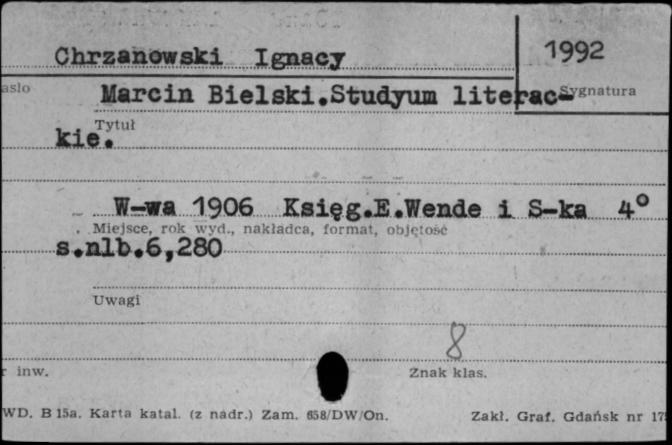 Chrzanowski Ignacy
1992
asło
Marcin Bielski.Studyum literac-
Sygnatura
Tytuł
kie.
W-wa 1906 Księg.E.Wende i S-ka 4°
Miejsce, rok wyd., nakładca, format, objętość
s.nlb.6,280
Uwagi
8
r inw.
Znak klas.
WD. B 15a. Karta katal. (z nadr.) Zam. 658/DW/On.
Zakł. Graf. Gdańsk nr 17